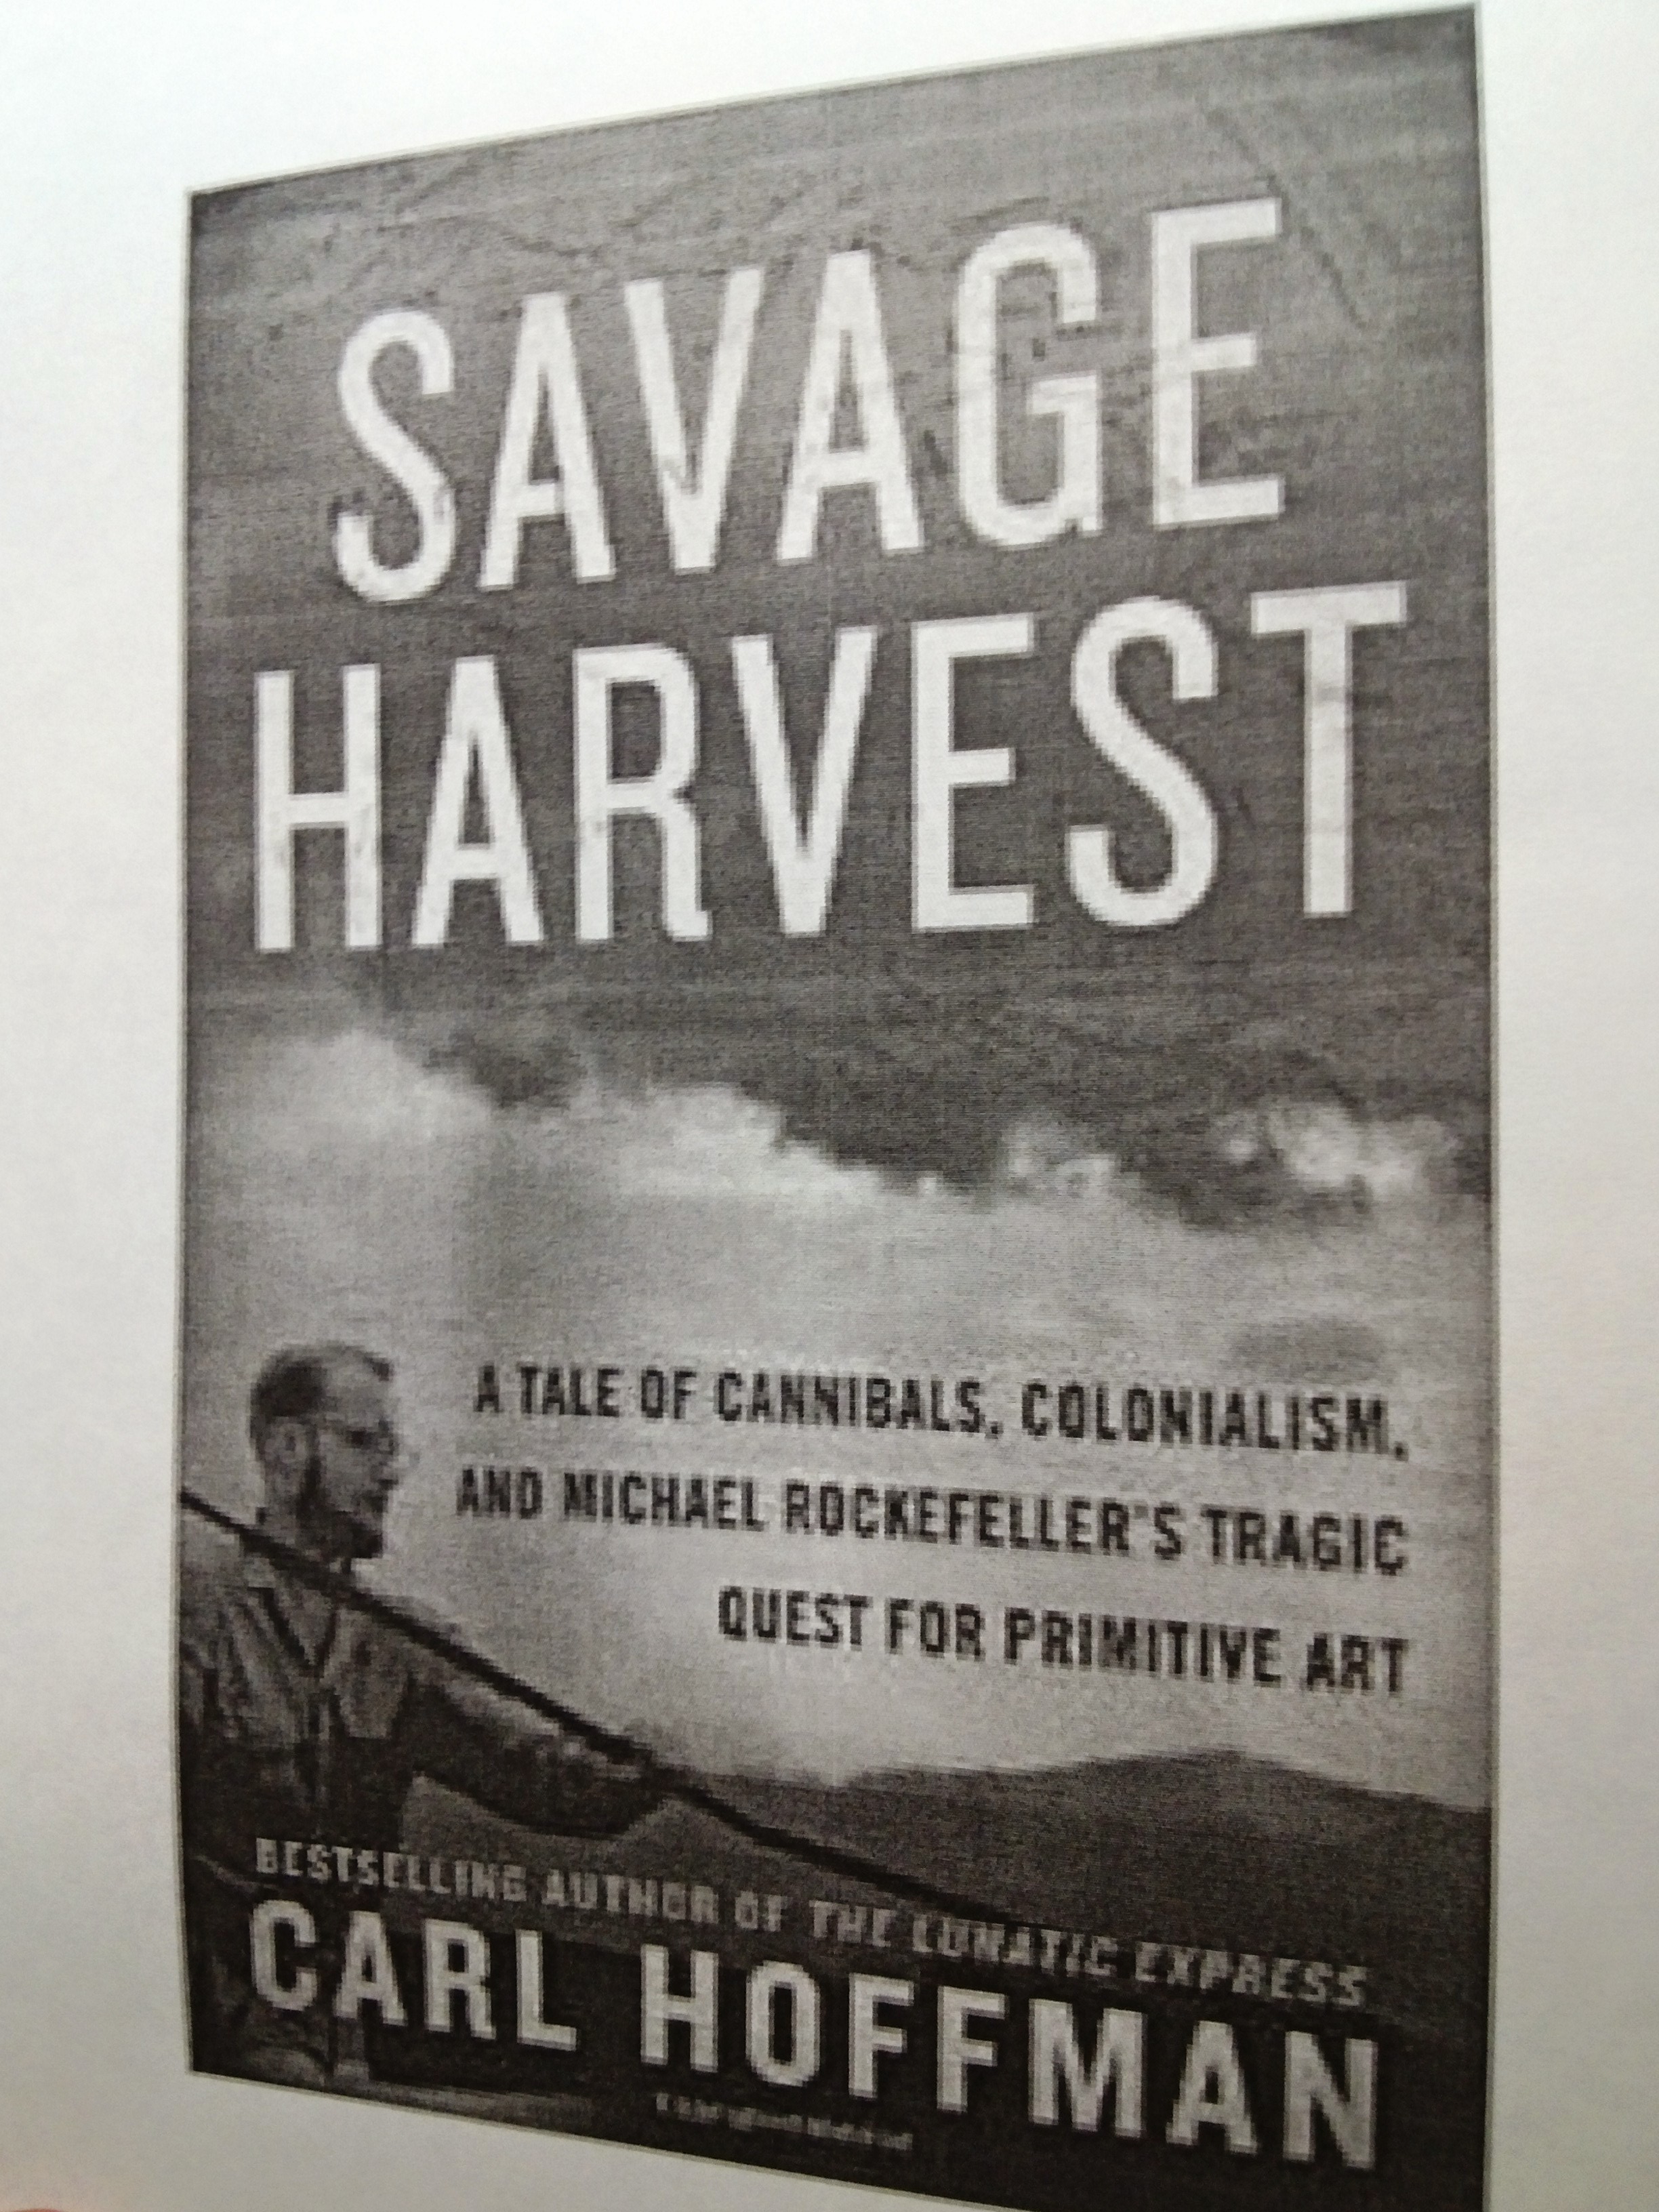 SAVAGE
HARVEST
A TALE OF CANNIBALS, COLONIALISM,
AND MICHAEL ROCKEFELLER'S TRAGIC
QUEST FOR PRIMITIVE ART
BESTSELLING AUTHOR OF THE LUNATIC EXPRESS
CARL HOFFMAN